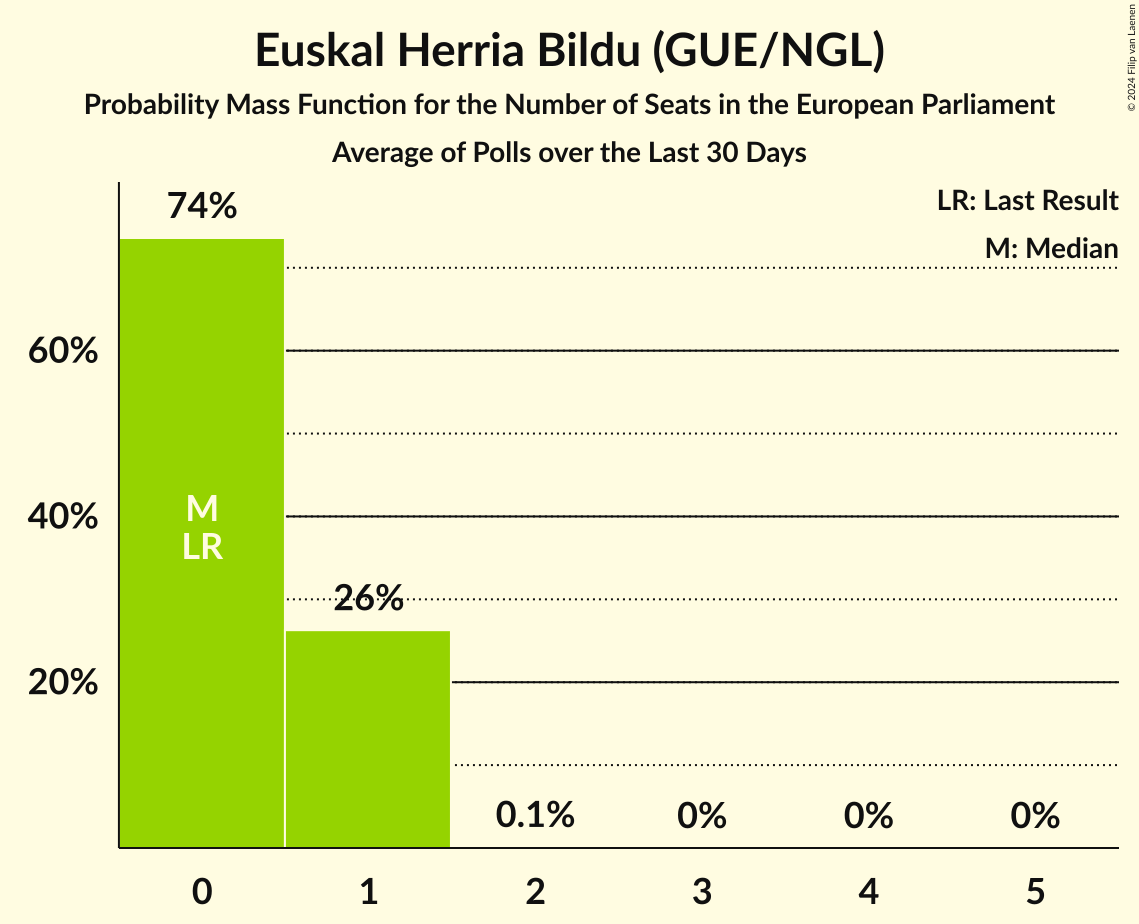 Euskal Herria Bildu (GUE/NGL)
Probability Mass Function for the Number of Seats in the European Parliament
Average of Polls over the Last 30 Days
© 2024 Filip van Laenen
LR: Last Result
M: Median
74%
60%
40%
20%
M
LR
26%
0.1%
0%
0%
0%
0
1
2
3
4
5